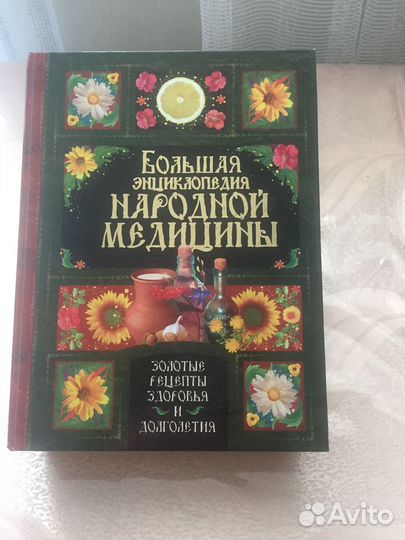 Большая
энциклопедия
народной
медицины
Золотые
рецепты
здоровья
и
долголетия
Avito